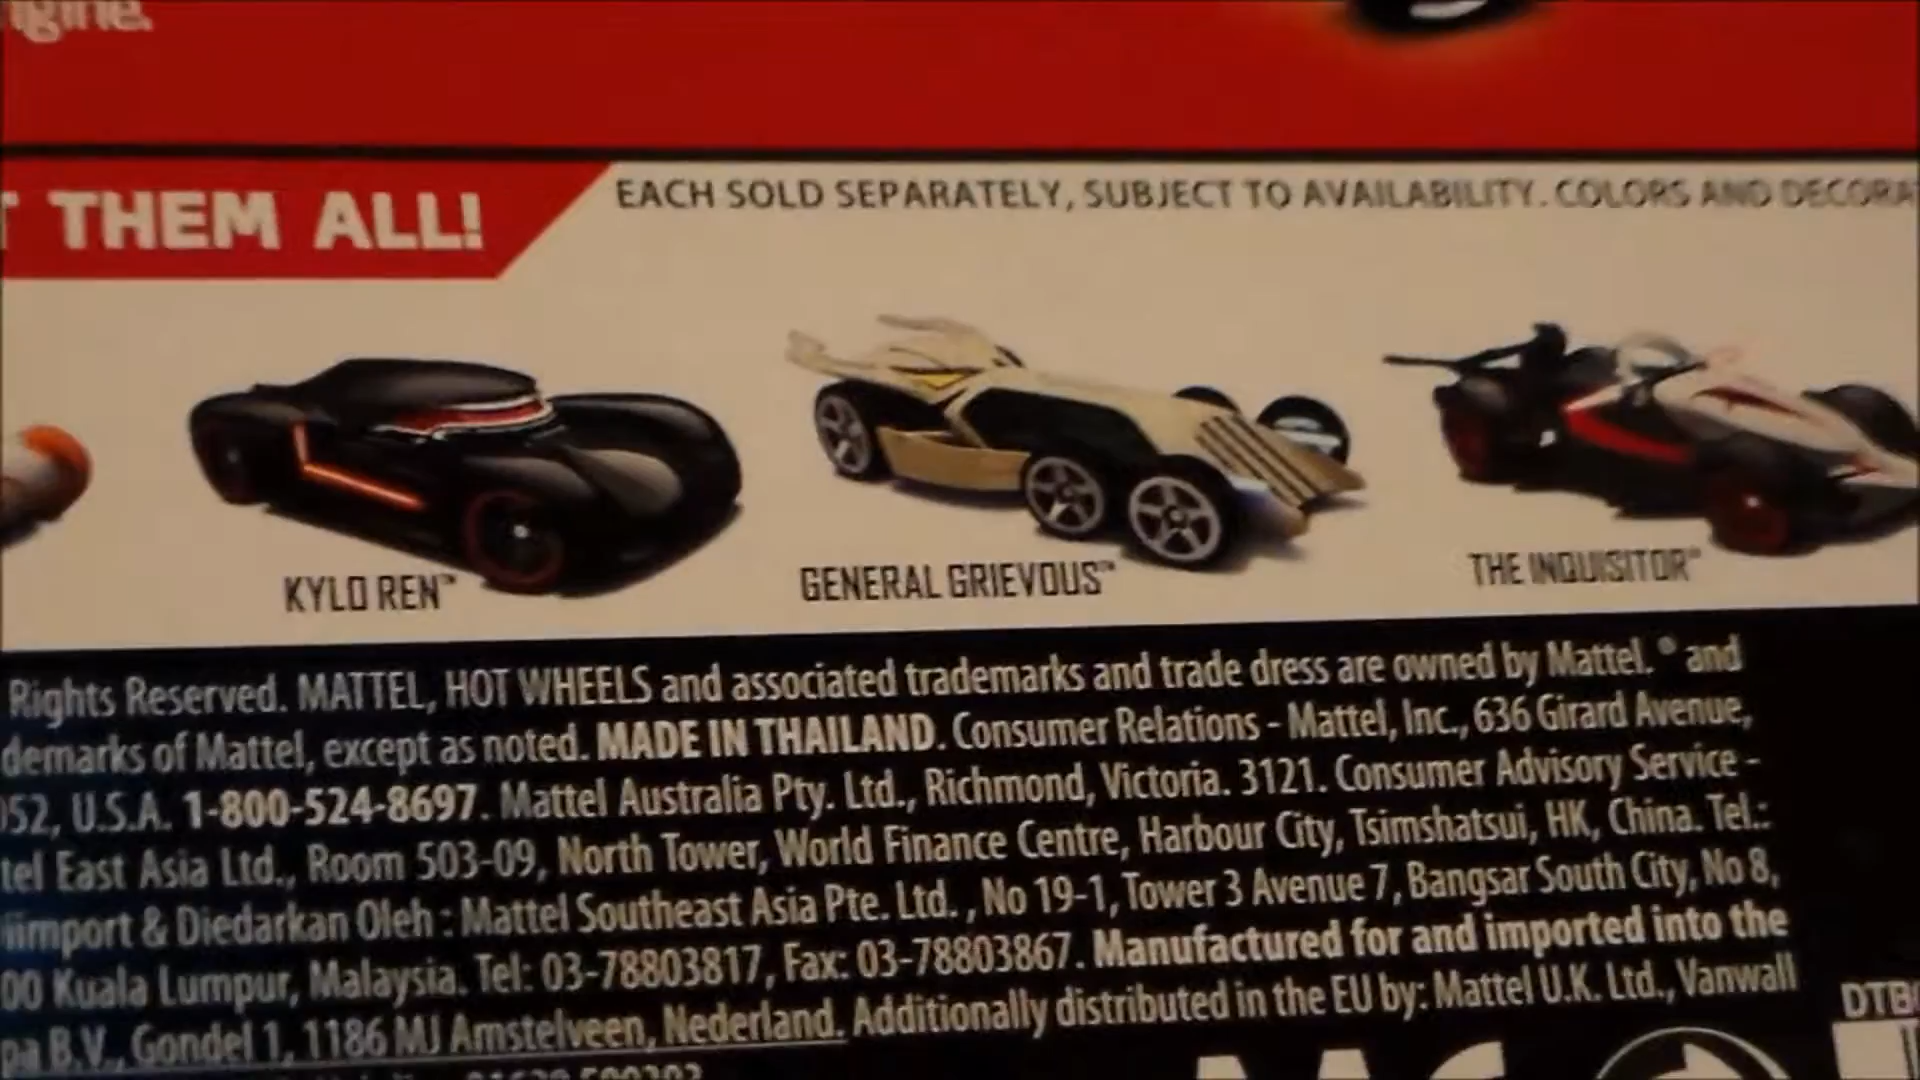 THEM ALL!
EACH SOLD SEPARATELY, SUBJECT TO AVAILABILITY. COLORS AND
KYLO REN™
GENERAL GRIEVOUS™
THE INQUISITOR™
Rights Reserved. MATTEL, HOT WHEELS and associated trademarks and trade dress are owned by Mattel. ® and
demarks of Mattel, except as noted. MADE IN THAILAND. Consumer Relations - Mattel, Inc., 636 Girard Avenue,
052, U.S.A. 1-800-524-8697. Mattel Australia Pty. Ltd., Richmond, Victoria. 3121. Consumer Advisory Service -
tel East Asia Ltd., Room 503-09, North Tower, World Finance Centre, Harbour City, Tsimshatsui, HK, China. Tel.:
iimport & Diedarkan Oleh : Mattel Southeast Asia Pte. Ltd. , No 19-1, Tower 3 Avenue 7, Bangsar South City, No 8,
00 Kuala Lumpur, Malaysia. Tel: 03-78803817, Fax: 03-78803867. Manufactured for and imported into the
pa B.V., Gondel 1, 1186 MJ Amstelveen, Nederland. Additionally distributed in the EU by: Mattel U.K. Ltd., Vanwall
DTB